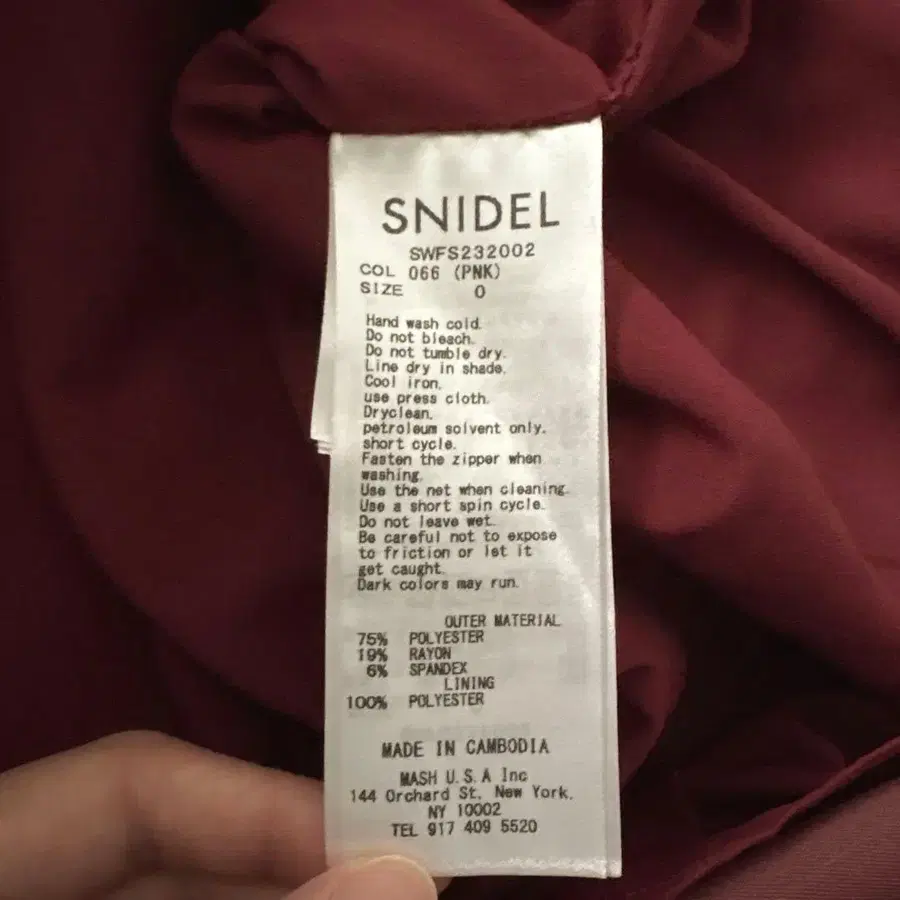 SNIDEL
SWFS232002
COL 066 (PNK)
SIZE 0
Hand wash cold.
Do not bleach.
Do not tumble dry.
Line dry in shade.
Cool iron.
use press cloth.
Dryclean.
petroleum solvent only.
short cycle.
Fasten the zipper when
washing.
Use the net when cleaning.
Use a short spin cycle.
Do not leave wet.
Be careful not to expose
to friction or let it
get caught.
Dark colors may run.
OUTER MATERIAL
75% POLYESTER
19% RAYON
6% SPANDEX
LINING
100% POLYESTER
MADE IN CAMBODIA
MASH U.S.A Inc
144 Orchard St. New York.
NY 10002
TEL 917 409 5520